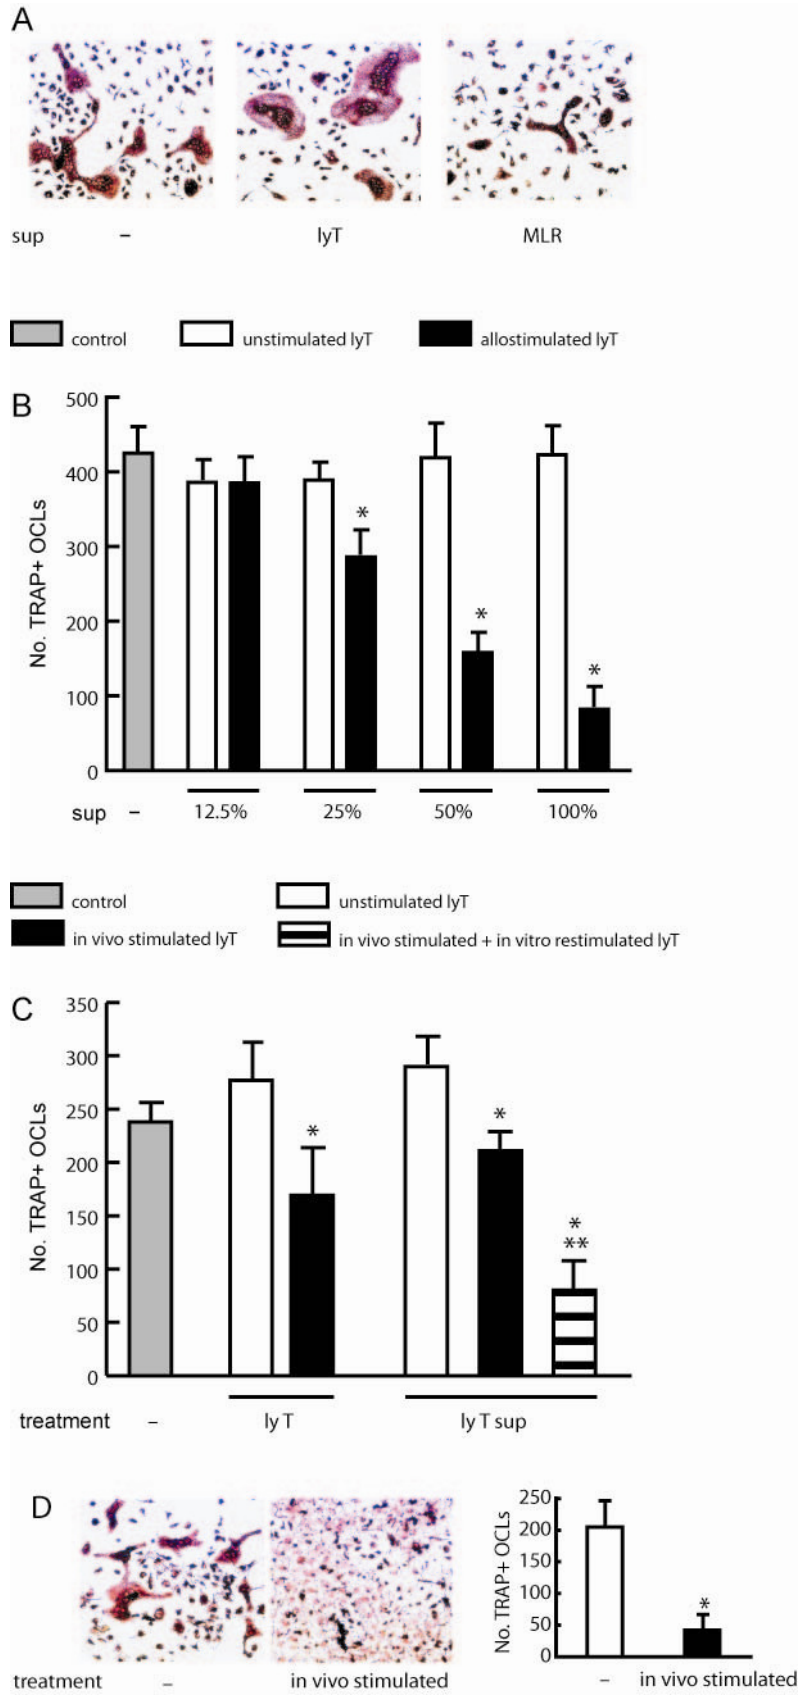 A
sup – lyT MLR
control unstimulated lyT allostimulated lyT
B
No. TRAP+ OCLs
500
400
300
200
100
0
*
*
*
sup – 12.5% 25% 50% 100%
control unstimulated lyT
in vivo stimulated lyT in vivo stimulated + in vitro restimulated lyT
C
No. TRAP+ OCLs
350
300
250
200
150
100
50
0
*
*
*
**
treatment – ly T ly T sup
D
No. TRAP+ OCLs
250
200
150
100
50
0
*
treatment – in vivo stimulated
– in vivo stimulated